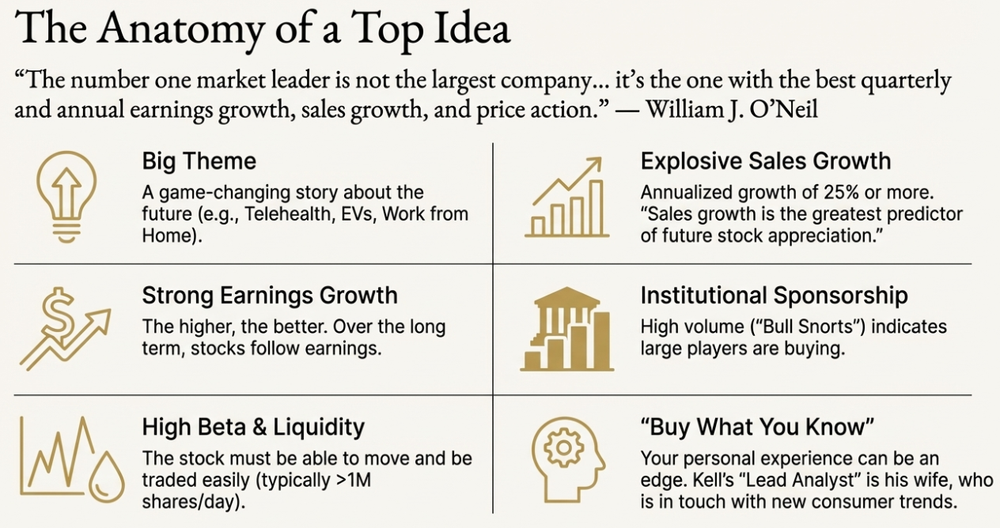 The Anatomy of a Top Idea
“The number one market leader is not the largest company... it’s the one with the best quarterly
and annual earnings growth, sales growth, and price action.” — William J. O’Neil
Big Theme
A game-changing story about the
future (e.g., Telehealth, EVs, Work from
Home).
Explosive Sales Growth
Annualized growth of 25% or more.
“Sales growth is the greatest predictor
of future stock appreciation.”
$
Strong Earnings Growth
The higher, the better. Over the long
term, stocks follow earnings.
Institutional Sponsorship
High volume (“Bull Snorts”) indicates
large players are buying.
High Beta & Liquidity
The stock must be able to move and be
traded easily (typically >1M
shares/day).
“Buy What You Know”
Your personal experience can be an
edge. Kell’s “Lead Analyst” is his wife, who
is in touch with new consumer trends.